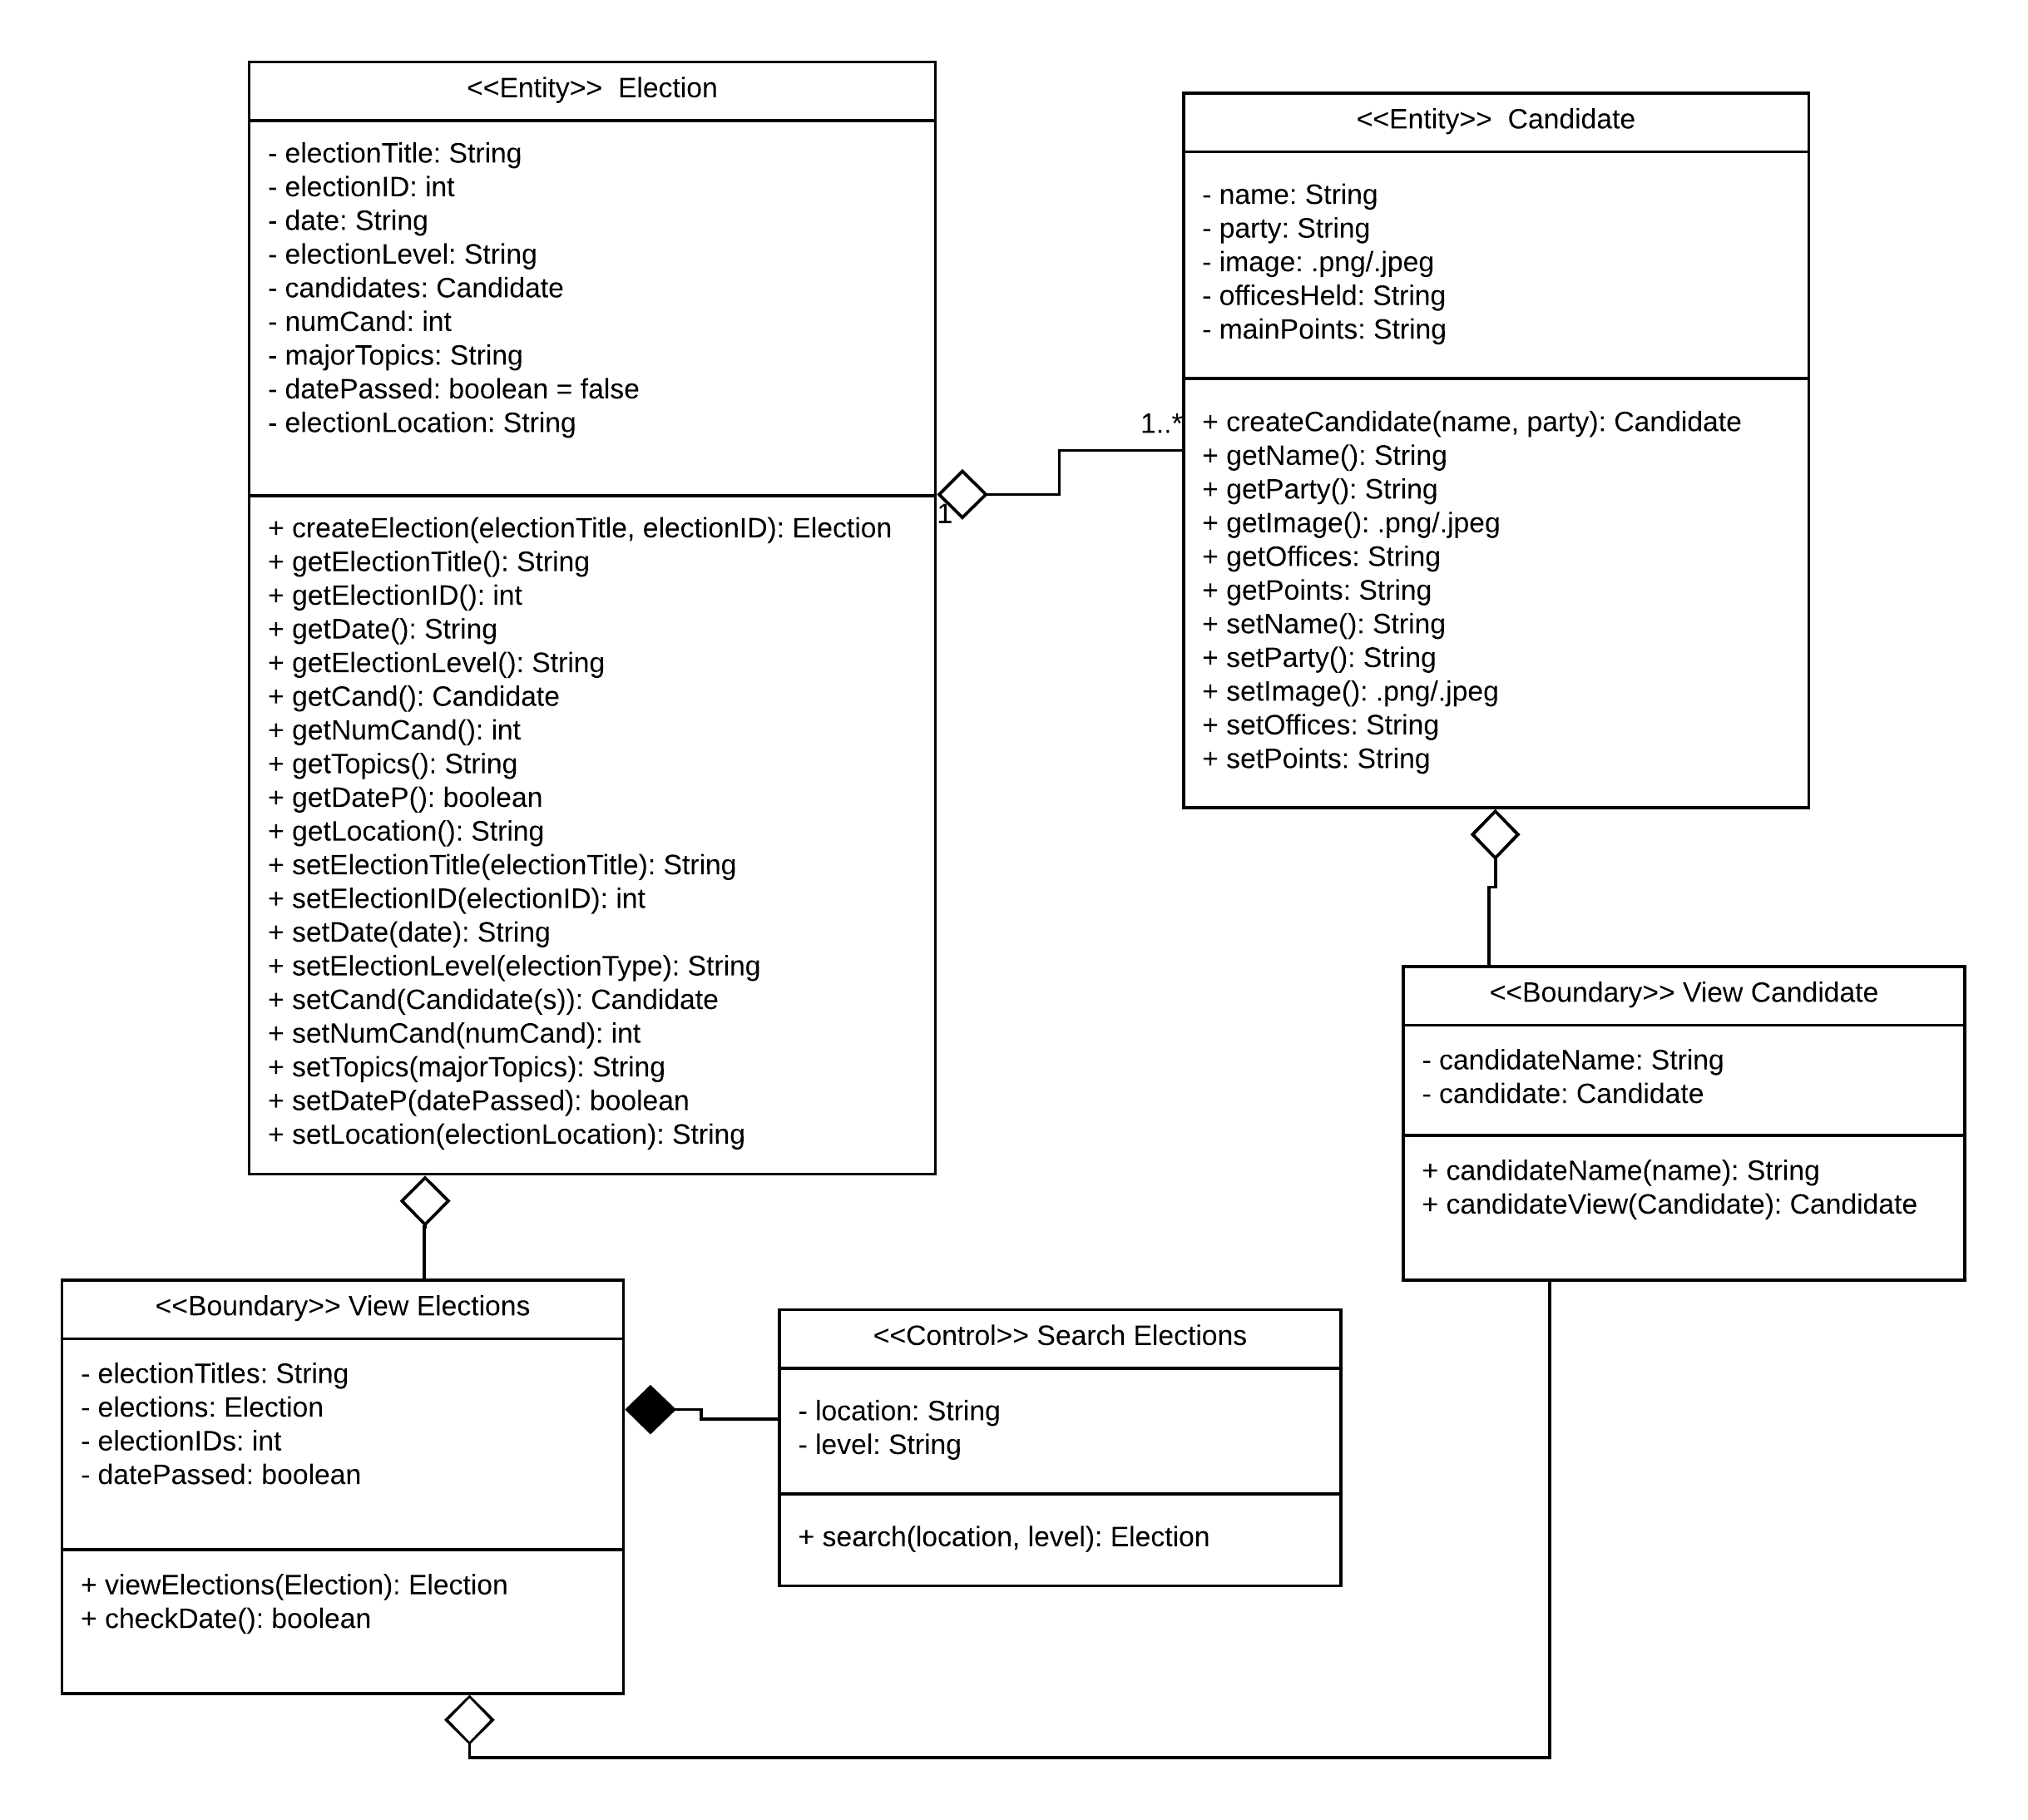 <<Entity>>  Election
- electionTitle: String
- electionID: int
- date: String
- electionLevel: String
- candidates: Candidate
- numCand: int
- majorTopics: String
- datePassed: boolean = false
- electionLocation: String
+ createElection(electionTitle, electionID): Election
+ getElectionTitle(): String
+ getElectionID(): int
+ getDate(): String
+ getElectionLevel(): String
+ getCand(): Candidate
+ getNumCand(): int
+ getTopics(): String
+ getDateP(): boolean
+ getLocation(): String
+ setElectionTitle(electionTitle): String
+ setElectionID(electionID): int
+ setDate(date): String
+ setElectionLevel(electionType): String
+ setCand(Candidate(s)): Candidate
+ setNumCand(numCand): int
+ setTopics(majorTopics): String
+ setDateP(datePassed): boolean
+ setLocation(electionLocation): String
1
1..*
<<Entity>>  Candidate
- name: String
- party: String
- image: .png/.jpeg
- officesHeld: String
- mainPoints: String
+ createCandidate(name, party): Candidate
+ getName(): String
+ getParty(): String
+ getImage(): .png/.jpeg
+ getOffices: String
+ getPoints: String
+ setName(): String
+ setParty(): String
+ setImage(): .png/.jpeg
+ setOffices: String
+ setPoints: String
<<Boundary>> View Candidate
- candidateName: String
- candidate: Candidate
+ candidateName(name): String
+ candidateView(Candidate): Candidate
<<Boundary>> View Elections
- electionTitles: String
- elections: Election
- electionIDs: int
- datePassed: boolean
+ viewElections(Election): Election
+ checkDate(): boolean
<<Control>> Search Elections
- location: String
- level: String
+ search(location, level): Election